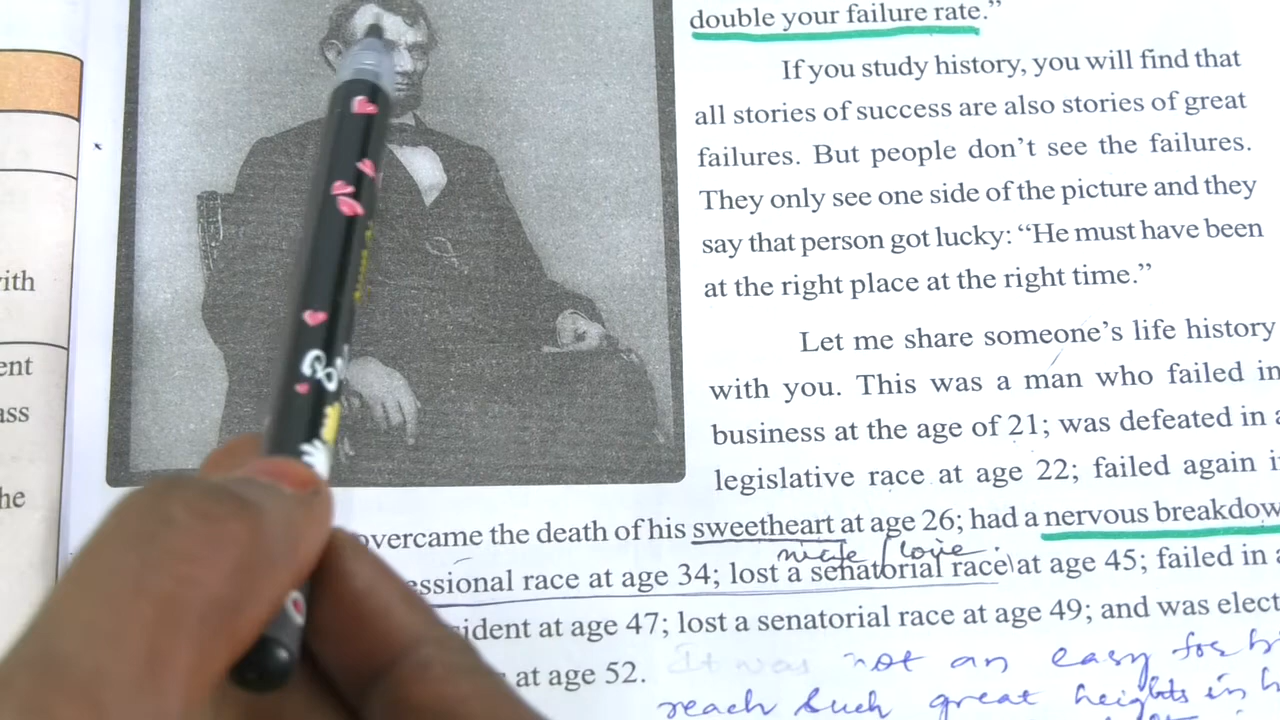 ith
ent
ass
he
double your failure rate.”
If you study history, you will find that
all stories of success are also stories of great
failures. But people don’t see the failures.
They only see one side of the picture and they
say that person got lucky: “He must have been
at the right place at the right time.”
Let me share someone’s life history
with you. This was a man who failed in
business at the age of 21; was defeated in a
legislative race at age 22; failed again i
overcame the death of his sweetheart at age 26; had a nervous breakdow
love
essional race at age 34; lost a senatorial race at age 45; failed in a
ident at age 47; lost a senatorial race at age 49; and was elect
at age 52.
It was not an easy for
reach such great heights in h